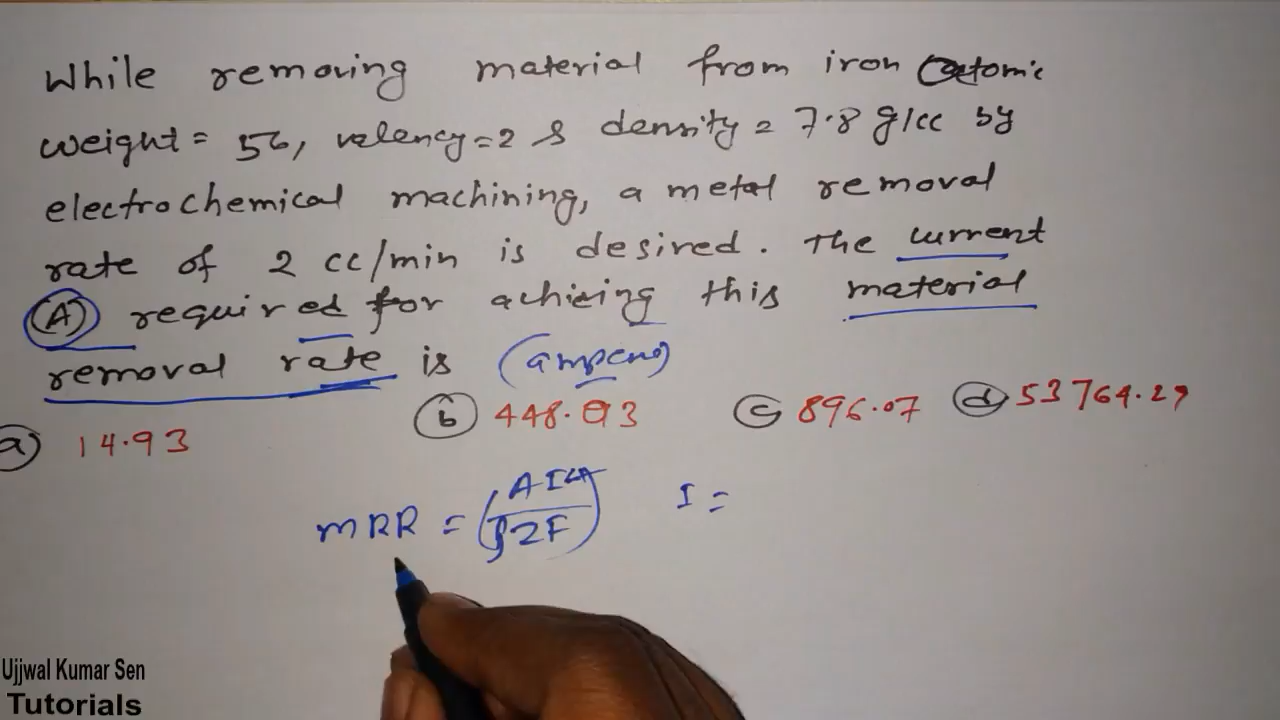 While removing material from iron (atomic
weight = 56, valency = 2 & density = 7.8 g/cc by
electrochemical machining, a metal removal
rate of 2 cc/min is desired. The current
(A) required for achieing this material
removal rate is (ampere)
a) 14.93 b 448.03 c 896.07 d 53764.29
MRR = (AI / ρZF) I =
Ujjwal Kumar Sen
Tutorials